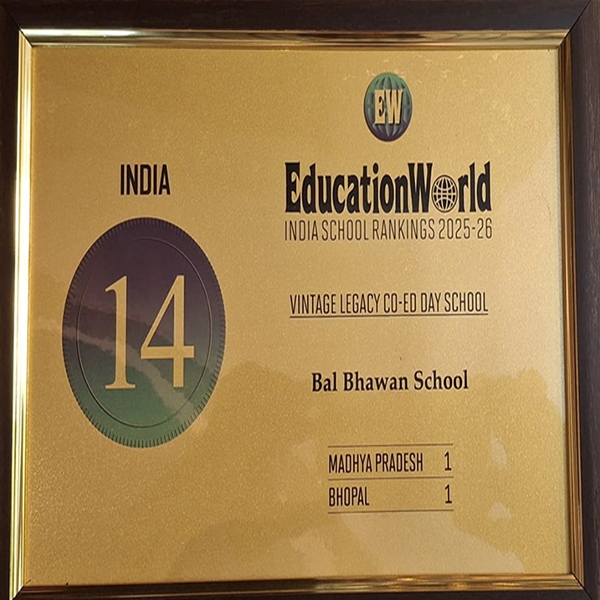 EW
INDIA
14
EducationWorld
INDIA SCHOOL RANKINGS 2025-26
VINTAGE LEGACY CO-ED DAY SCHOOL
Bal Bhawan School
MADHYA PRADESH 1
BHOPAL 1